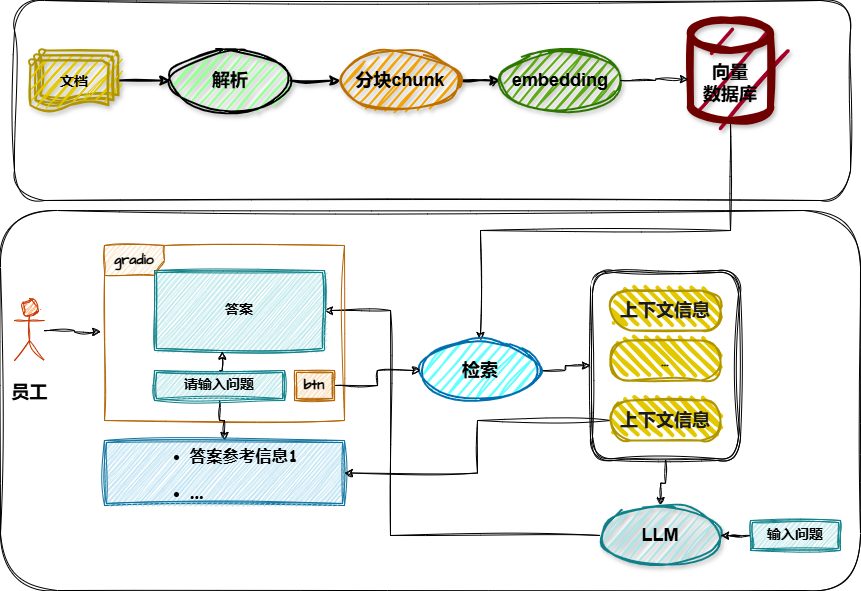 文档
解析
分块chunk
embedding
向量
数据库
gradio
答案
请输入问题
btn
员工
• 答案参考信息1
• ...
检索
上下文信息
...
上下文信息
LLM
输入问题